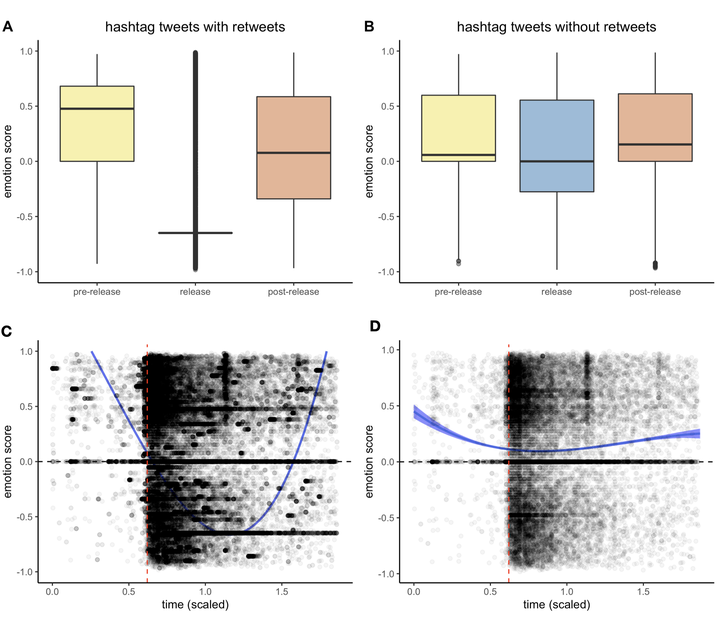 A hashtag tweets with retweets
emotion score
1.0
0.5
0.0
-0.5
-1.0
pre-release release post-release
B hashtag tweets without retweets
emotion score
1.0
0.5
0.0
-0.5
-1.0
pre-release release post-release
C
emotion score
1.0
0.5
0.0
-0.5
-1.0
0.0 0.5 1.0 1.5
time (scaled)
D
emotion score
1.0
0.5
0.0
-0.5
-1.0
0.0 0.5 1.0 1.5
time (scaled)